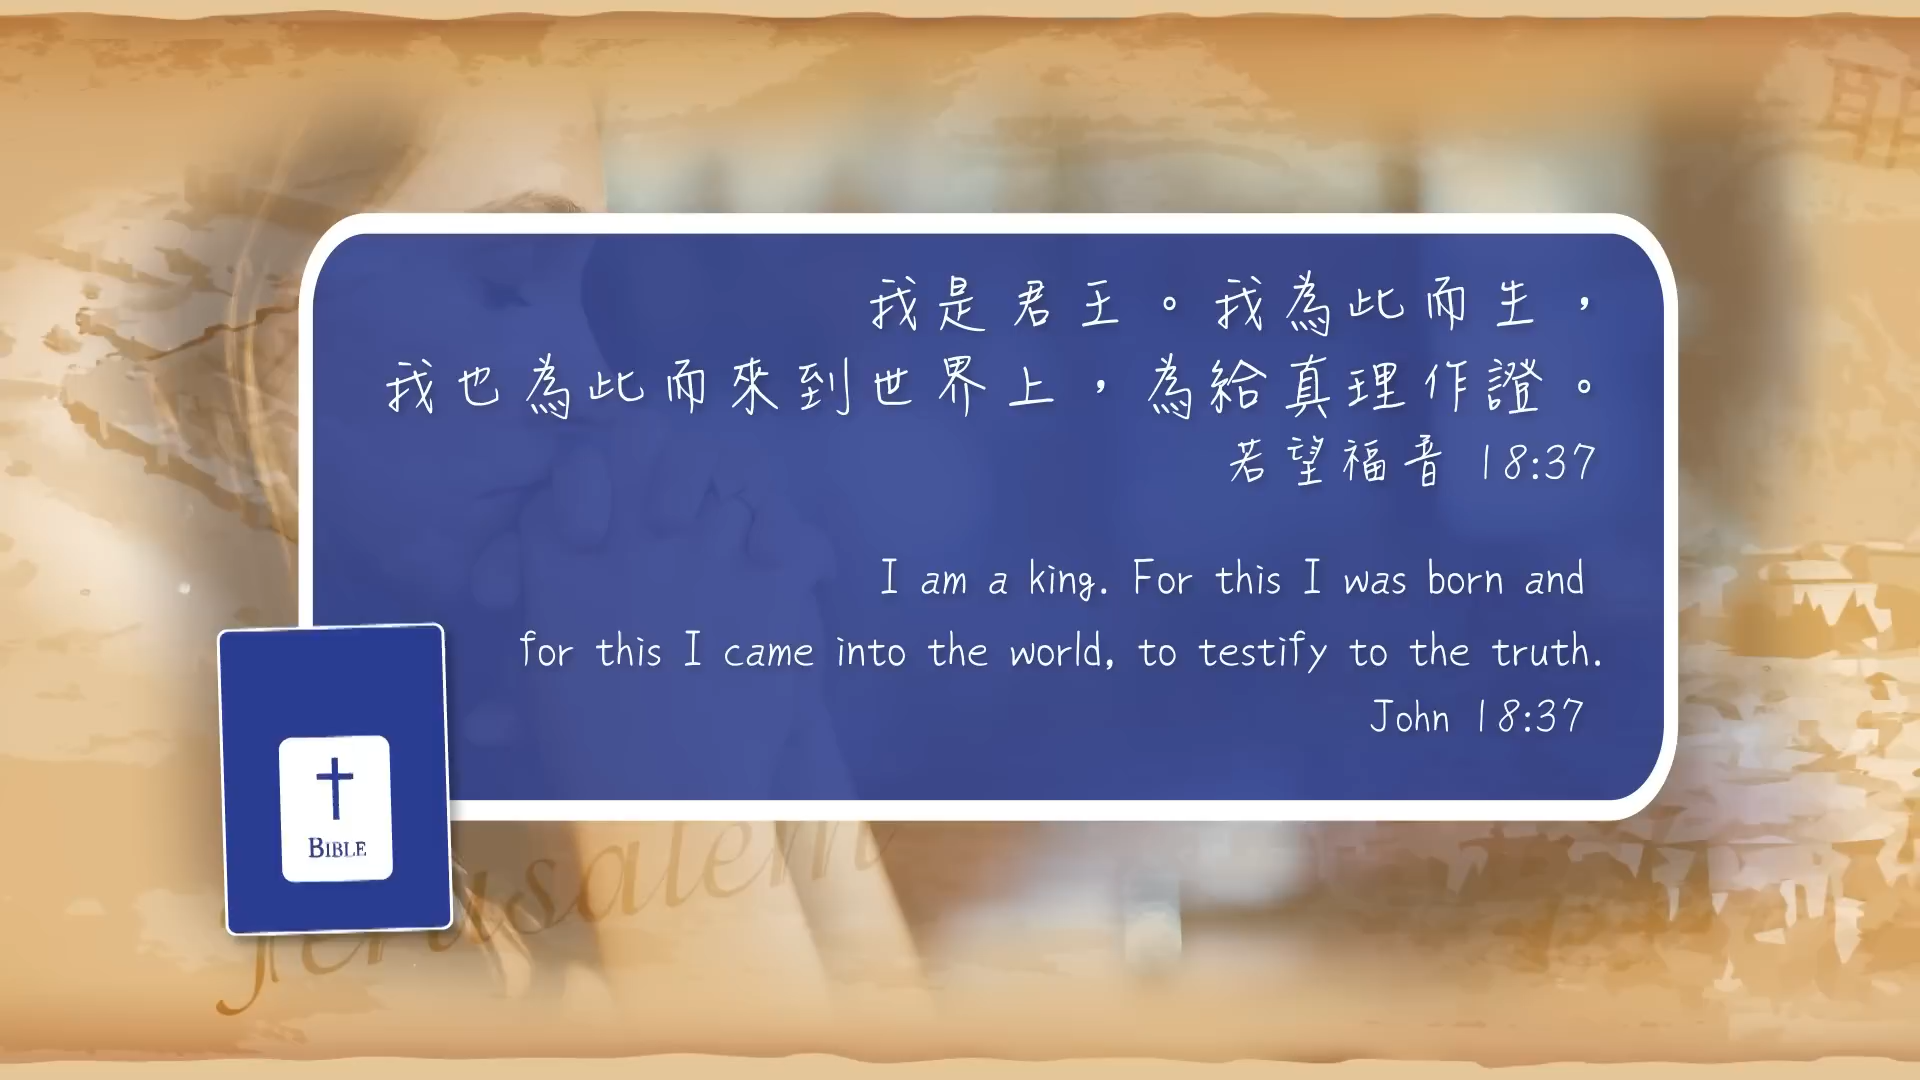 我是君王。我為此而生，
我也為此而來到世界上，為給真理作證。
若望福音 18:37
I am a king. For this I was born and
for this I came into the world, to testify to the truth.
John 18:37
BIBLE
Jerusalem